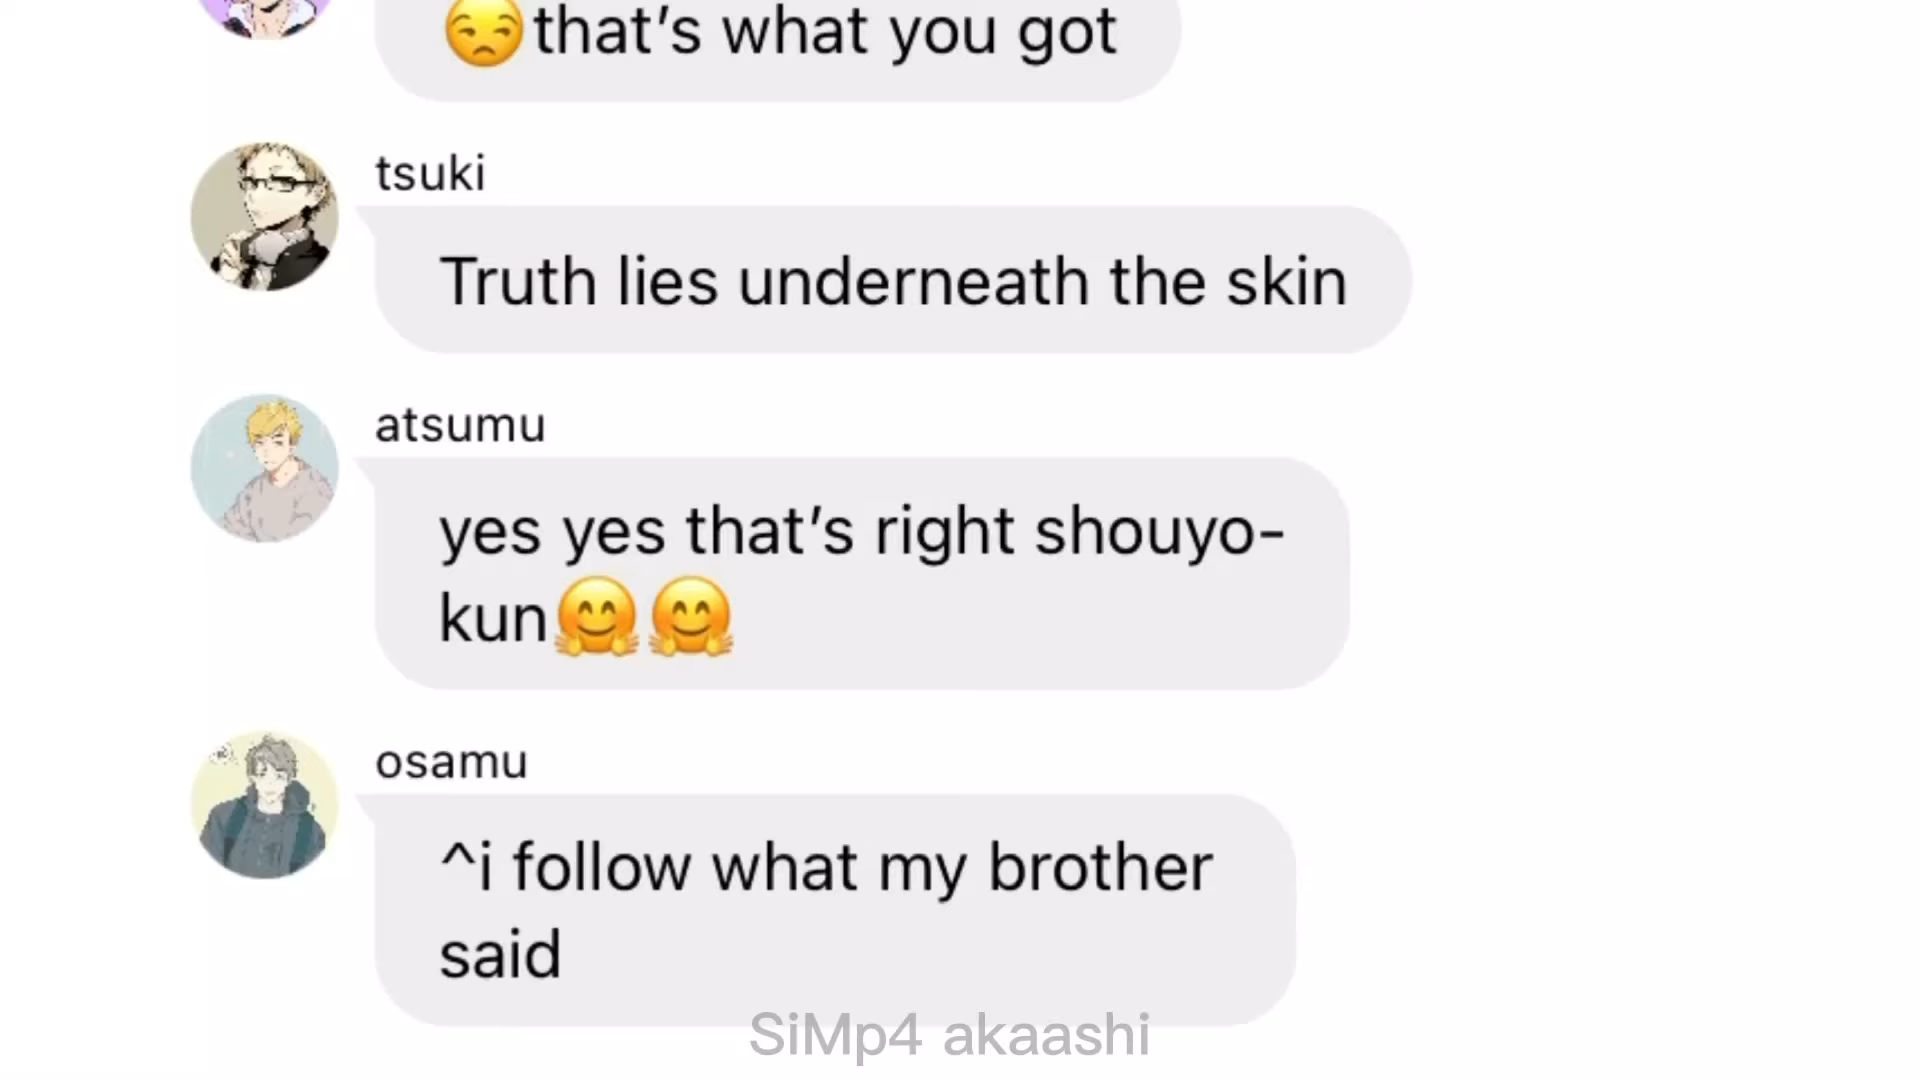 😒that’s what you got
tsuki
Truth lies underneath the skin
atsumu
yes yes that’s right shouyo-
kun🤗🤗
osamu
^i follow what my brother
said
SiMp4 akaashi